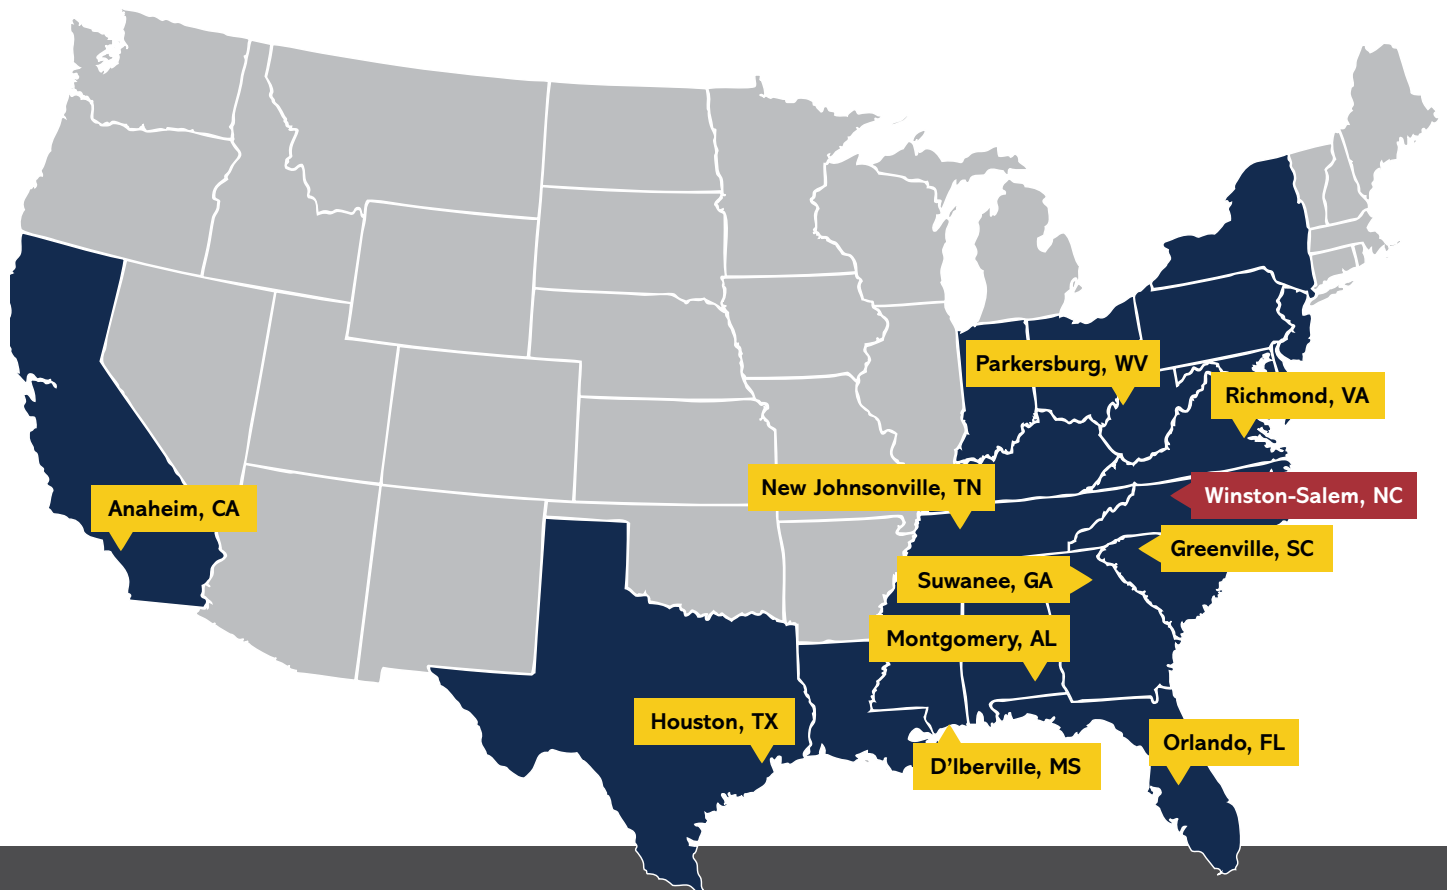 Parkersburg, WV
Richmond, VA
New Johnsonville, TN
Winston-Salem, NC
Anaheim, CA
Greenville, SC
Suwanee, GA
Montgomery, AL
Houston, TX
Orlando, FL
D’Iberville, MS